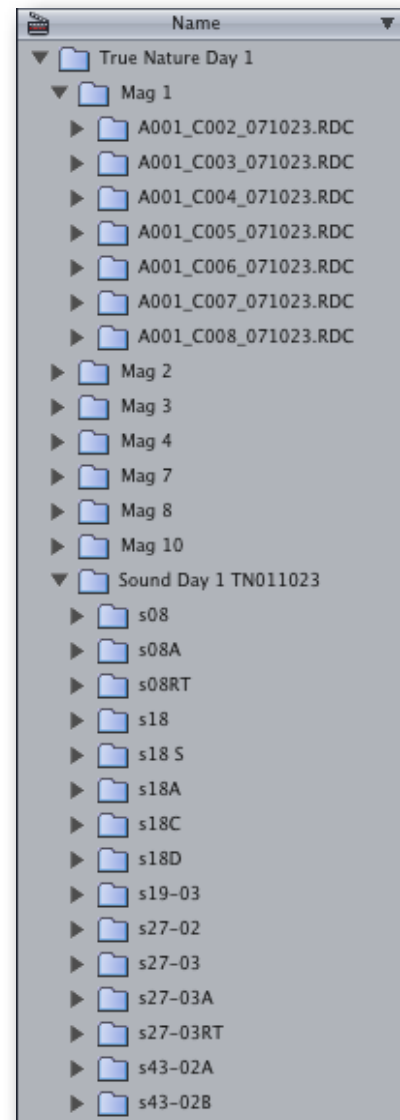 Name
True Nature Day 1
Mag 1
A001_C002_071023.RDC
A001_C003_071023.RDC
A001_C004_071023.RDC
A001_C005_071023.RDC
A001_C006_071023.RDC
A001_C007_071023.RDC
A001_C008_071023.RDC
Mag 2
Mag 3
Mag 4
Mag 7
Mag 8
Mag 10
Sound Day 1 TN011023
s08
s08A
s08RT
s18
s18 S
s18A
s18C
s18D
s19-03
s27-02
s27-03
s27-03A
s27-03RT
s43-02A
s43-02B